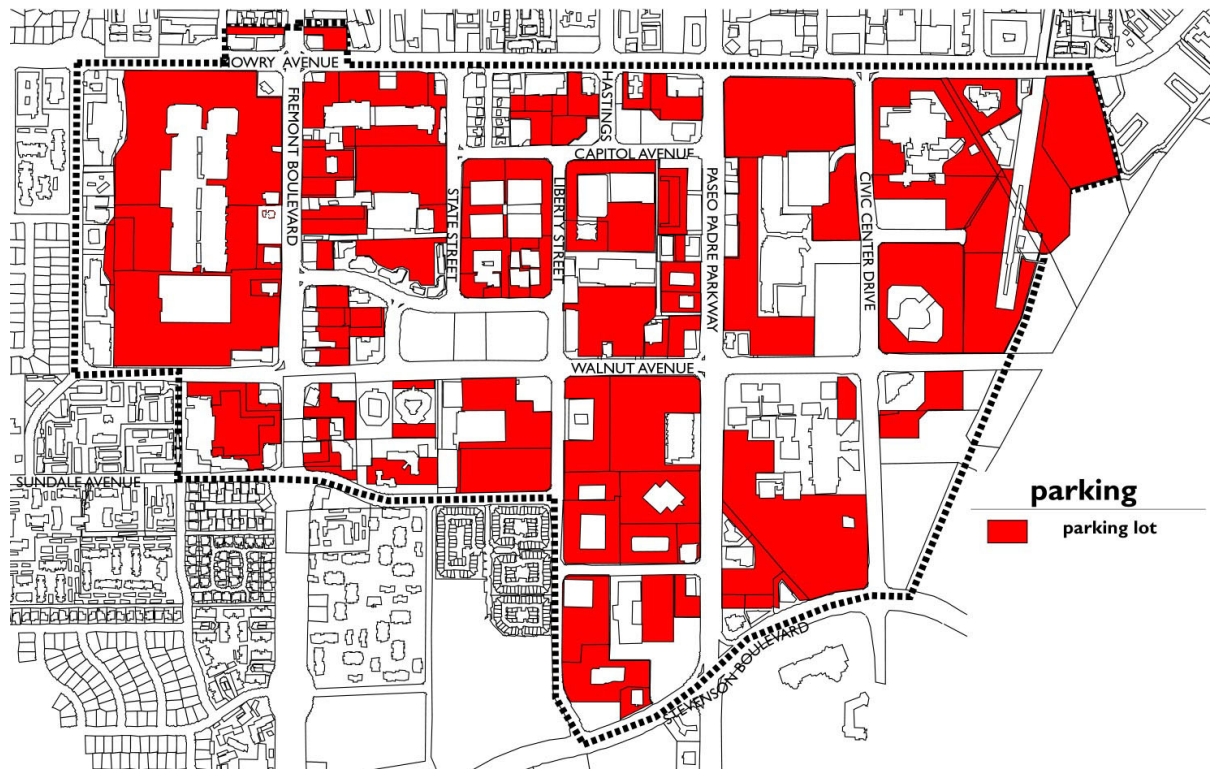 OWRY AVENUE
FREMONT BOULEVARD
HASTINGS
CAPITOL AVENUE
STATE STREET
LIBERTY STREET
PASEO PADRE PARKWAY
CIVIC CENTER DRIVE
WALNUT AVENUE
SUNDALE AVENUE
parking
parking lot
STEVENSON BOULEVARD